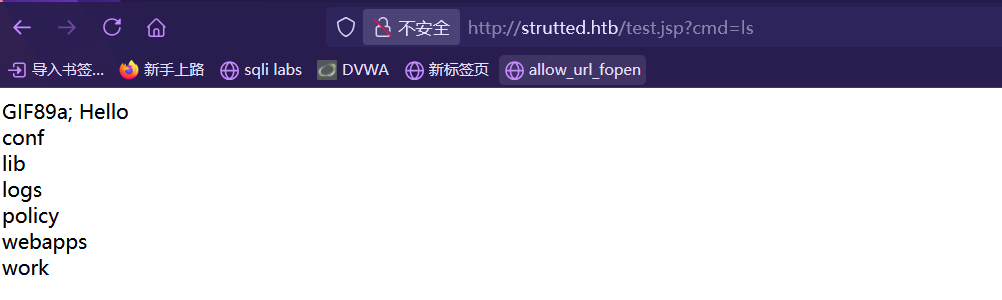 不安全 http://strutted.htb/test.jsp?cmd=ls
导入书签... 新手上路 sqli labs DVWA 新标签页 allow_url_fopen
GIF89a; Hello
conf
lib
logs
policy
webapps
work